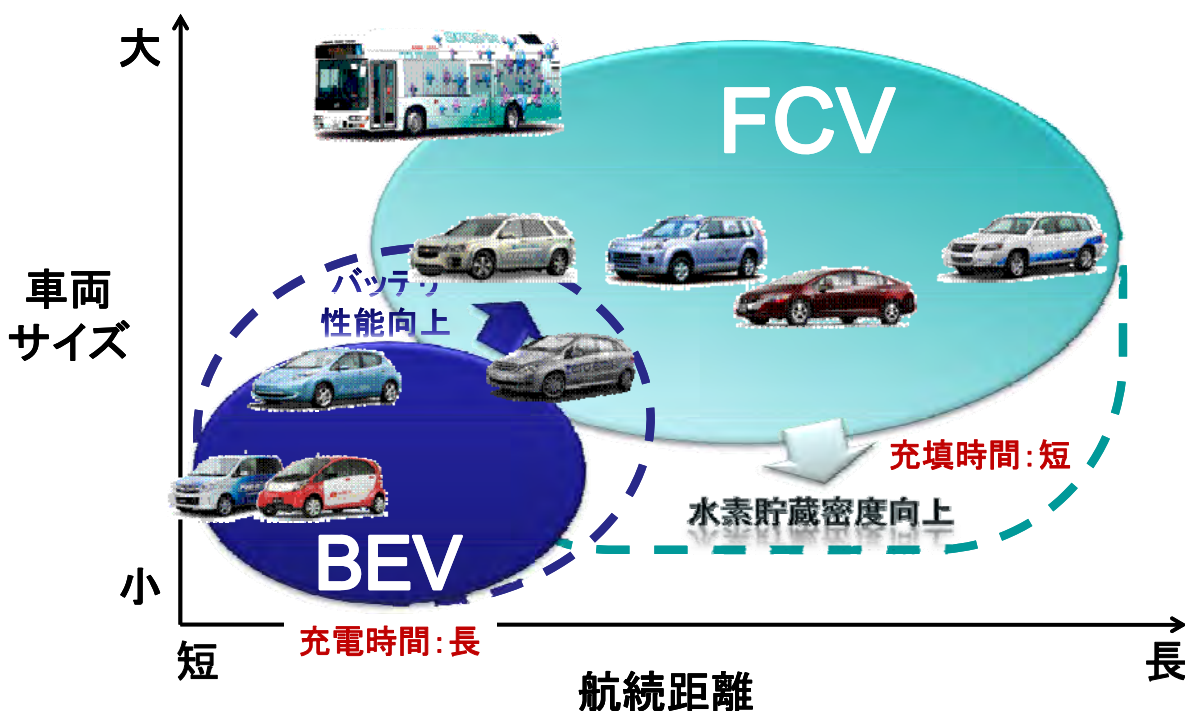 大
FCV
車両
サイズ
バッテリ
性能向上
充填時間:短
水素貯蔵密度向上
BEV
小
充電時間:長
短
長
航続距離